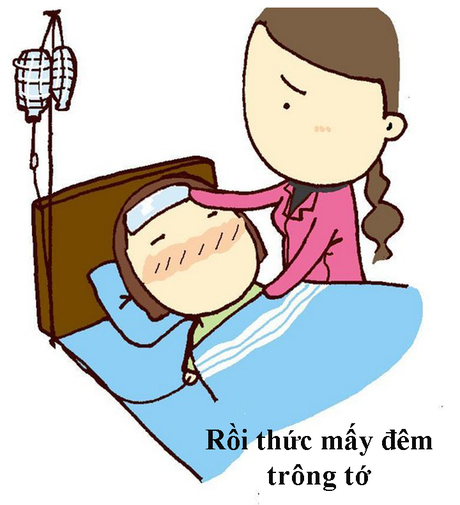 Rồi thức mấy đêm
trông tớ